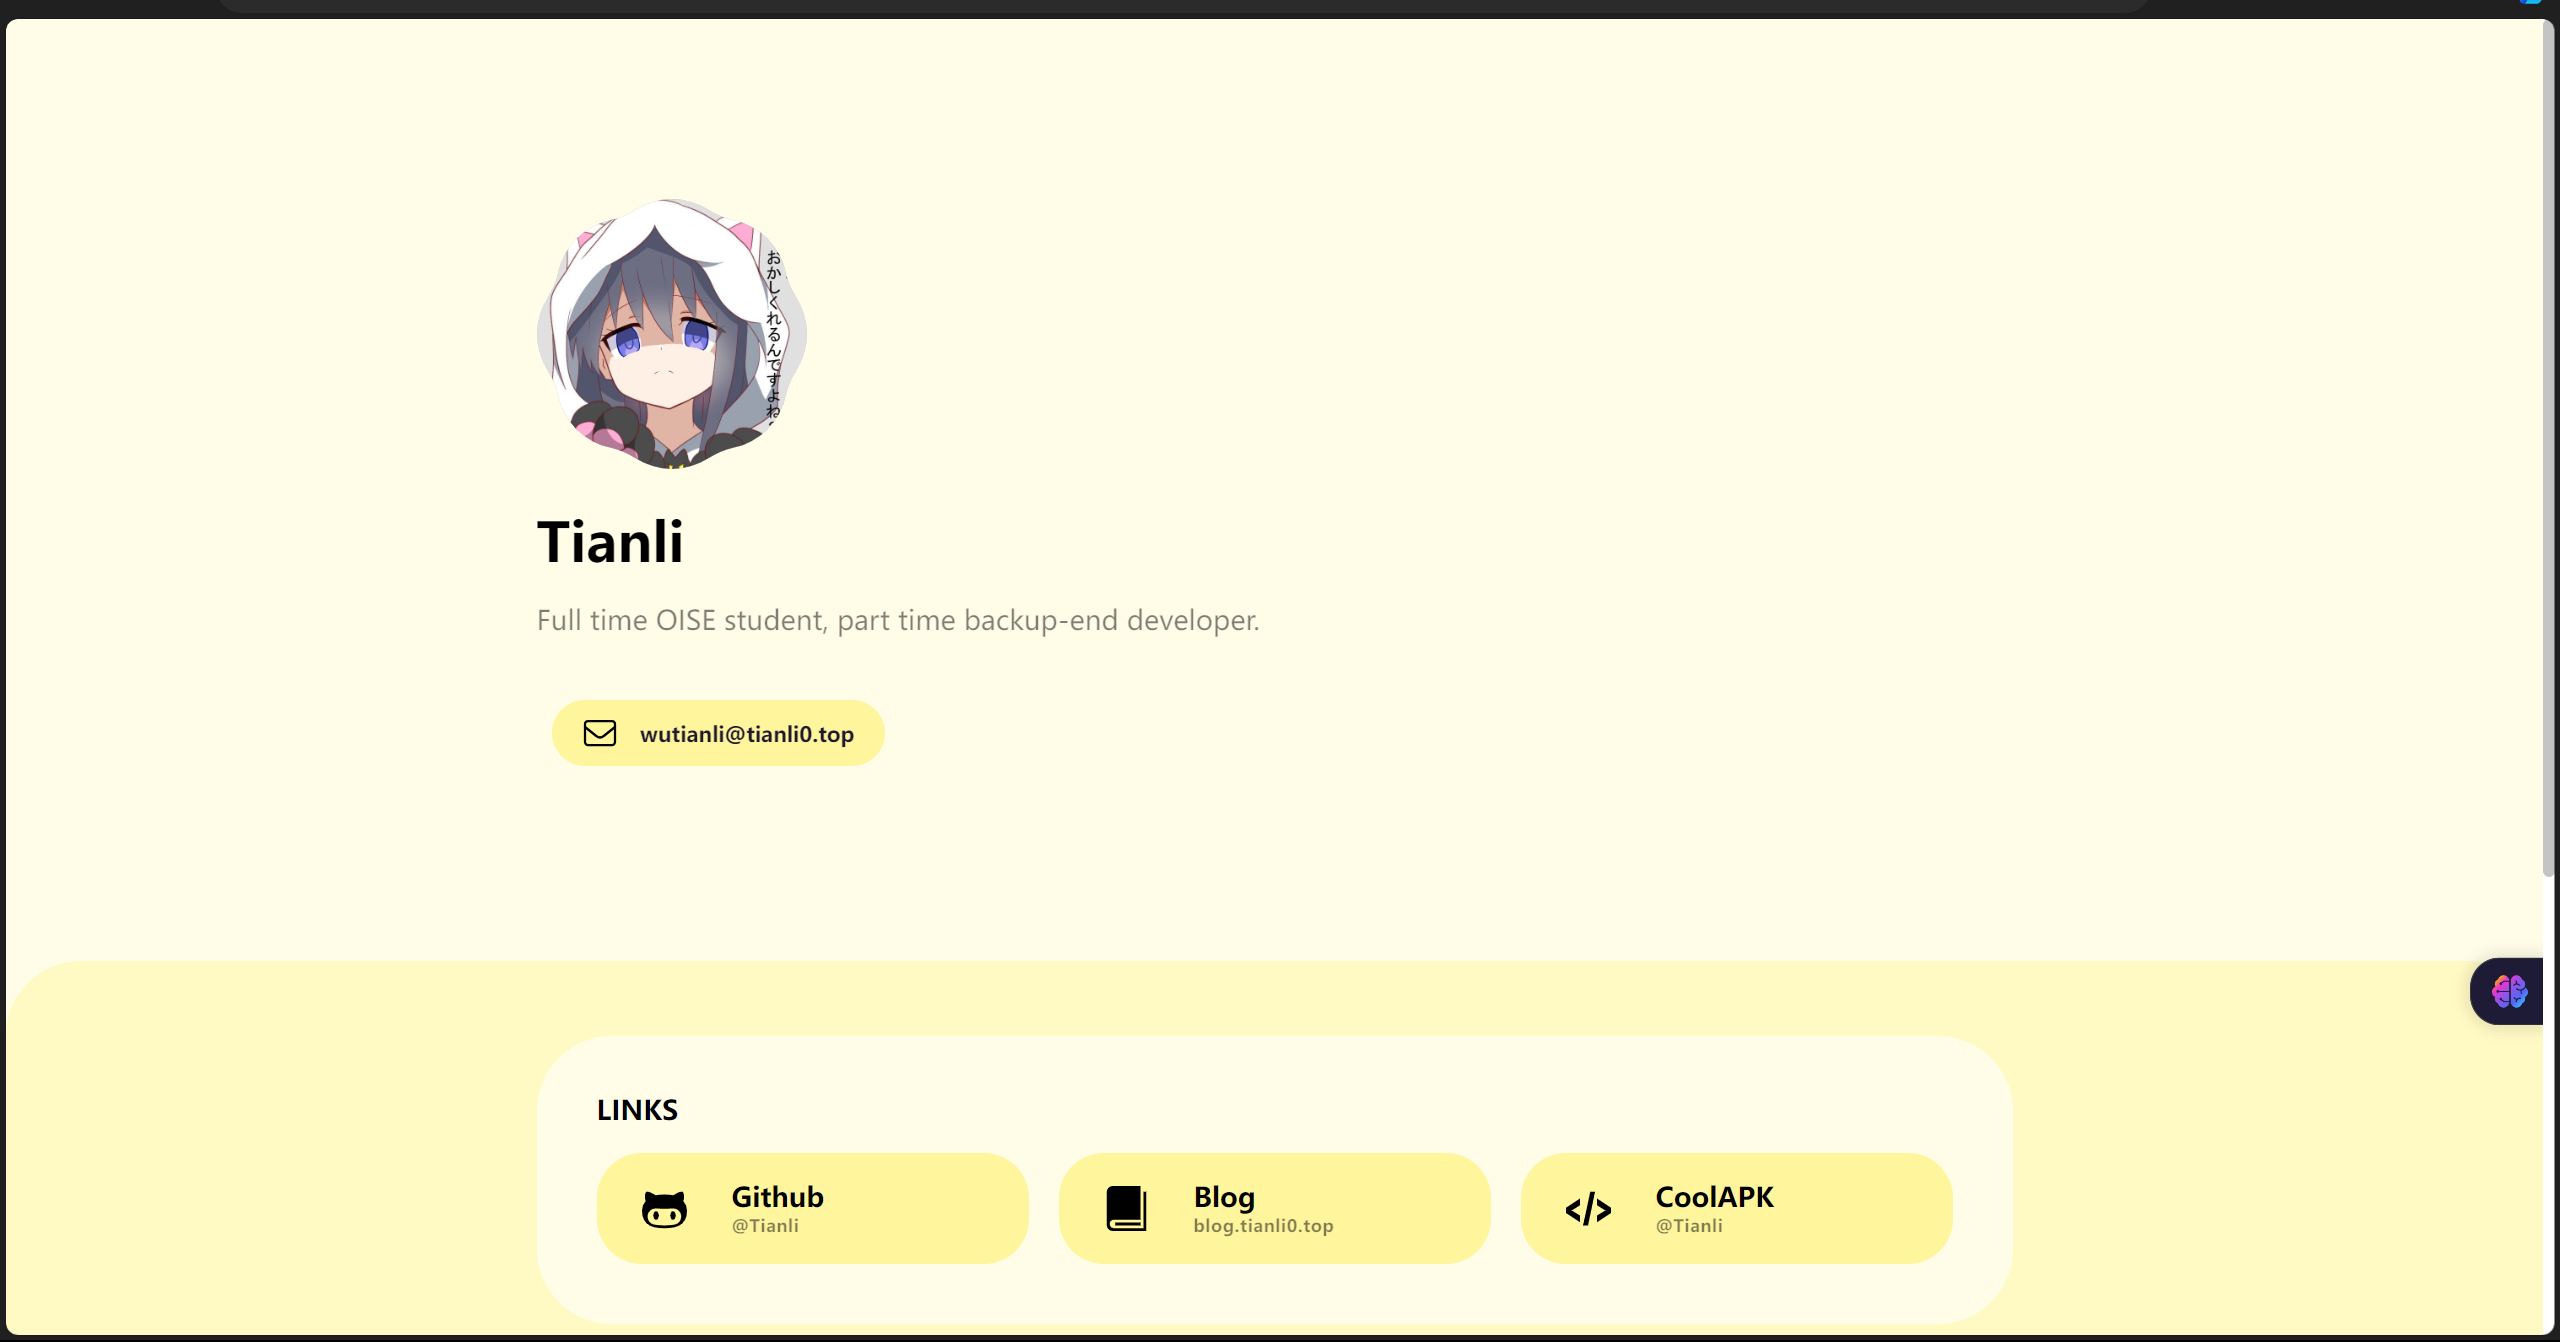 おかしくれるんですよね
Tianli
Full time OISE student, part time backup-end developer.
wutianli@tianli0.top
LINKS
Github
@Tianli
Blog
blog.tianli0.top
CoolAPK
@Tianli